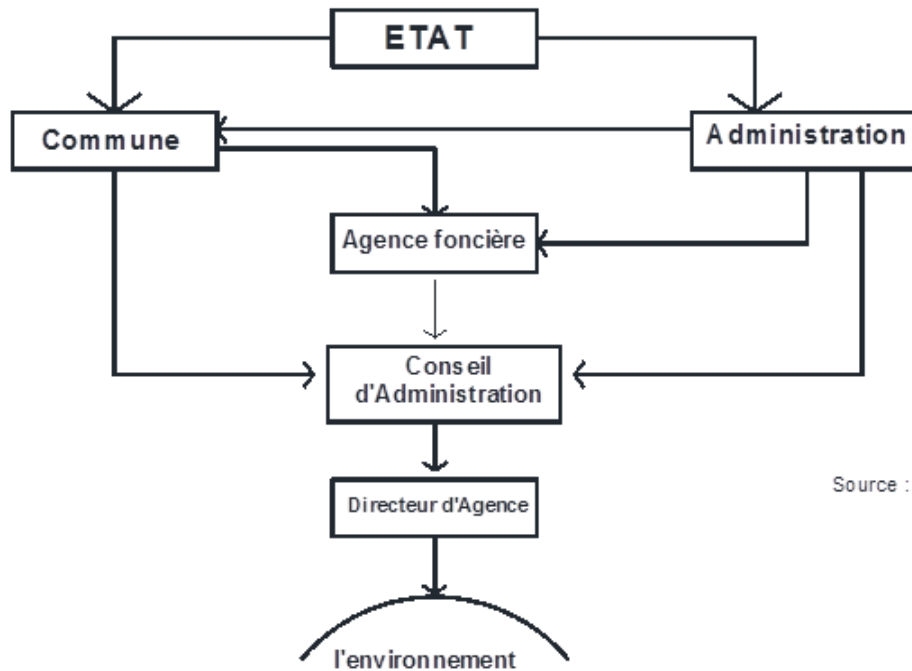 ETAT
Commune
Administration
Agence foncière
Conseil
d'Administration
Directeur d'Agence
Source :
l'environnement